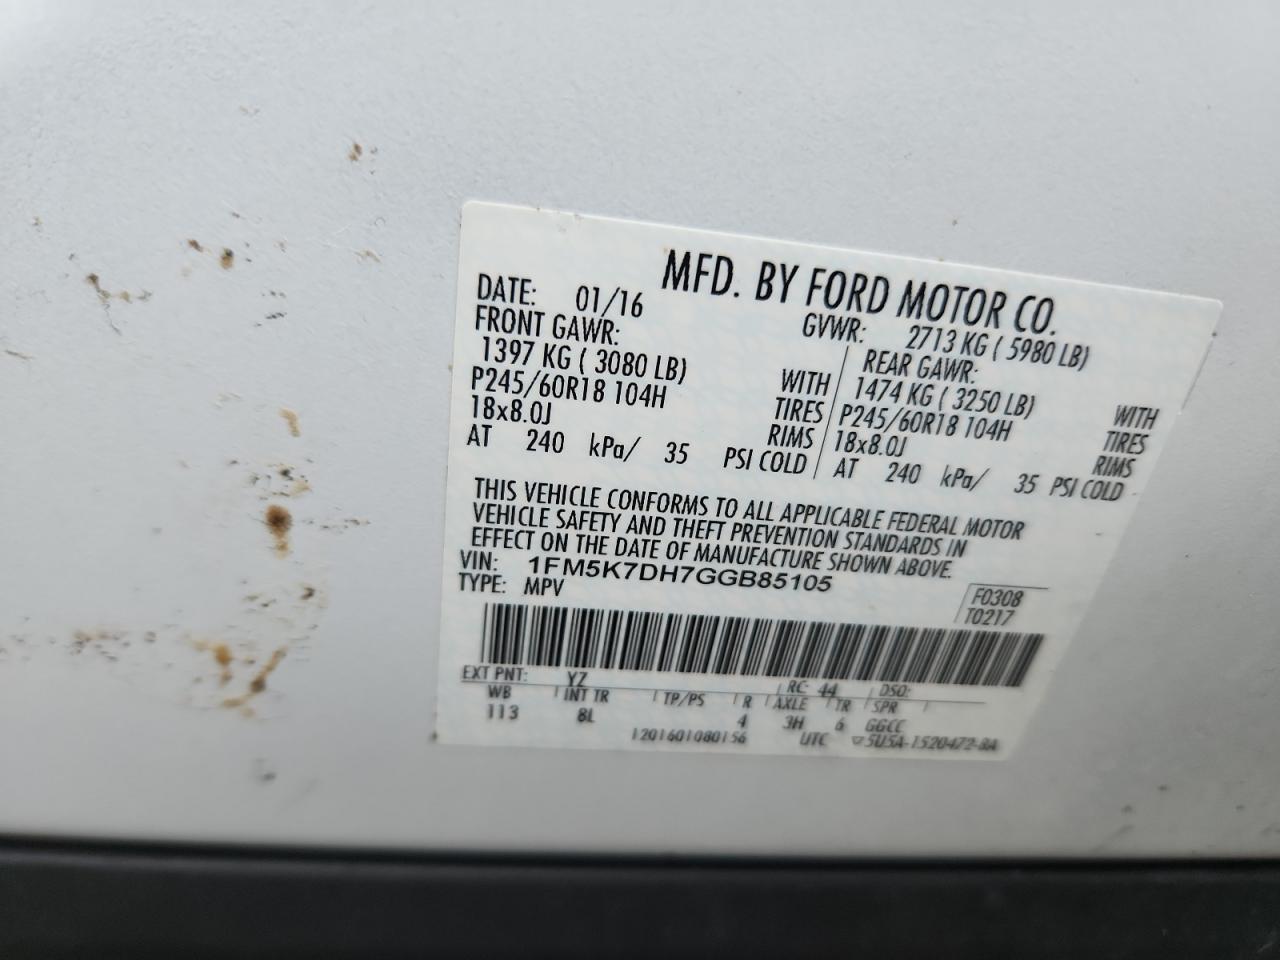 MFD. BY FORD MOTOR CO.
DATE: 01/16 GVWR: 2713 KG ( 5980 LB)
FRONT GAWR: REAR GAWR:
1397 KG ( 3080 LB) WITH 1474 KG ( 3250 LB) WITH
P245/60R18 104H TIRES P245/60R18 104H TIRES
18x8.0J RIMS 18x8.0J RIMS
AT 240 kPa/ 35 PSI COLD AT 240 kPa/ 35 PSI COLD
THIS VEHICLE CONFORMS TO ALL APPLICABLE FEDERAL MOTOR
VEHICLE SAFETY AND THEFT PREVENTION STANDARDS IN
EFFECT ON THE DATE OF MANUFACTURE SHOWN ABOVE.
VIN: 1FM5K7DH7GGB85105
TYPE: MPV F0308
T0217
EXT PNT: YZ RC: 44 DSO:
WB INT TR TP/PS R AXLE TR SPR
113 8L 4 3H 6 GGCC
1201601080156 UTC ▽5U5A-1520472-BA